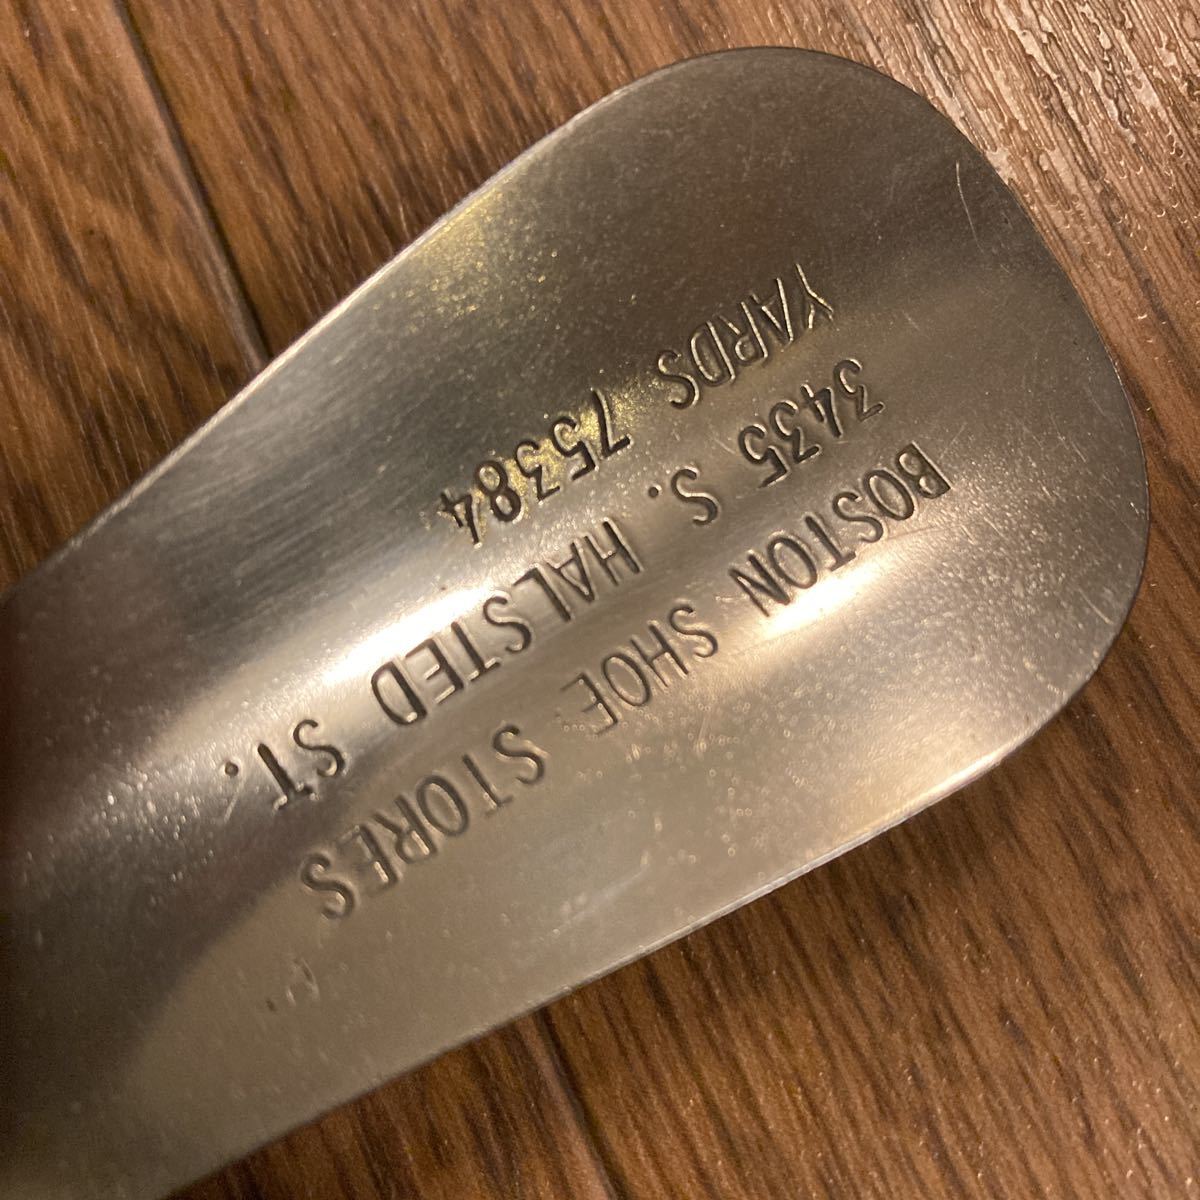 BOSTON SHOE STORES
3435 S. HALSTED ST.
YARDS 75384